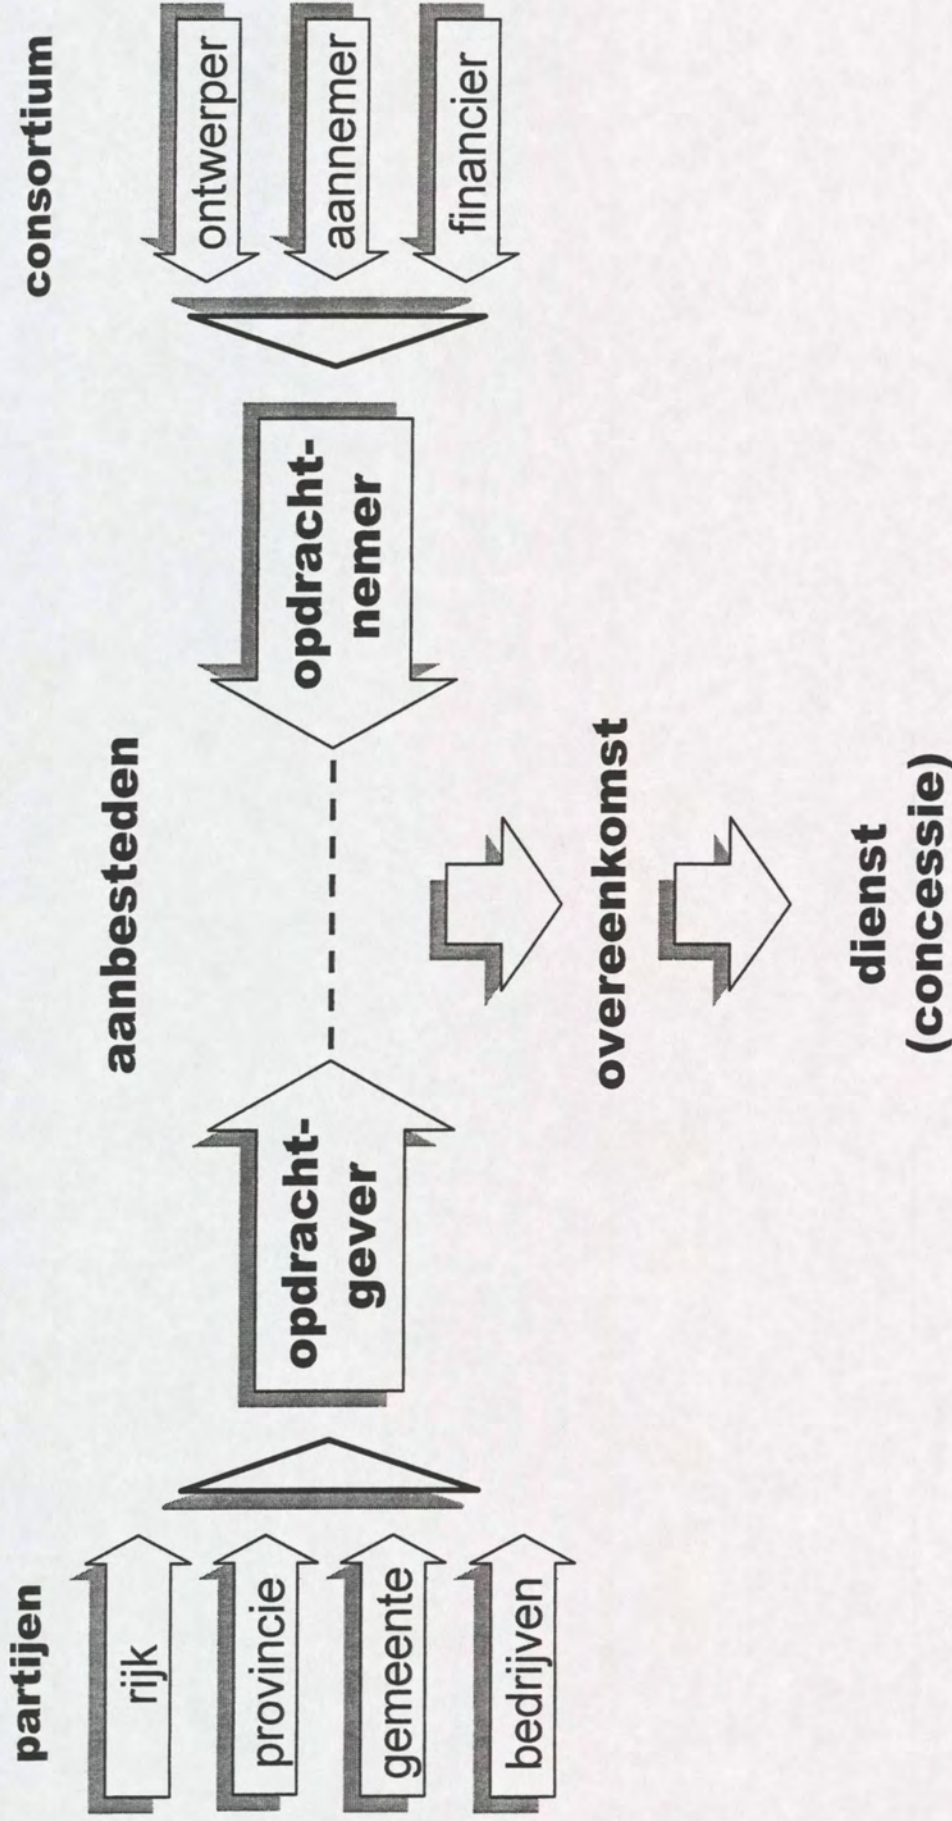 partijen
aanbesteden
consortium
rijk
provincie
gemeente
bedrijven
opdracht-
gever
opdracht-
nemer
ontwerper
aannemer
financier
overeenkomst
dienst
(concessie)